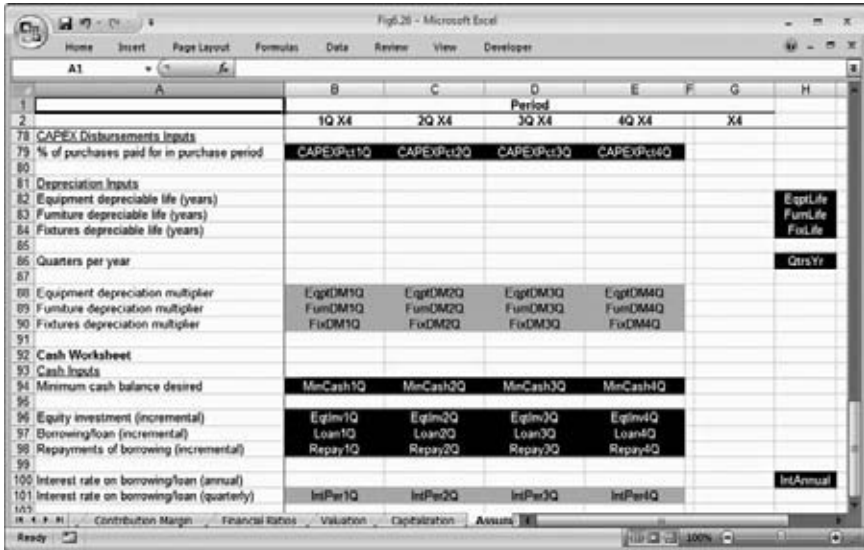 Fig6.26 - Microsoft Excel
Home Insert Page Layout Formulas Data Review View Developer
A1 fx
A B C D E F G H
1 Period
2 1Q X4 2Q X4 3Q X4 4Q X4 X4
78 CAPEX Disbursements Inputs
79 % of purchases paid for in purchase period CAPEXPct1Q CAPEXPct2Q CAPEXPct3Q CAPEXPct4Q
80
81 Depreciation Inputs
82 Equipment depreciable life (years) EqptLife
83 Furniture depreciable life (years) FurnLife
84 Fixtures depreciable life (years) FixLife
85
86 Quarters per year QtrsYr
87
88 Equipment depreciation multiplier EqptDM1Q EqptDM2Q EqptDM3Q EqptDM4Q
89 Furniture depreciation multiplier FurnDM1Q FurnDM2Q FurnDM3Q FurnDM4Q
90 Fixtures depreciation multiplier FixDM1Q FixDM2Q FixDM3Q FixDM4Q
91
92 Cash Worksheet
93 Cash Inputs
94 Minimum cash balance desired MinCash1Q MinCash2Q MinCash3Q MinCash4Q
95
96 Equity investment (incremental) EqtInv1Q EqtInv2Q EqtInv3Q EqtInv4Q
97 Borrowing/loan (incremental) Loan1Q Loan2Q Loan3Q Loan4Q
98 Repayments of borrowing (incremental) Repay1Q Repay2Q Repay3Q Repay4Q
99
100 Interest rate on borrowing/loan (annual) IntAnnual
101 Interest rate on borrowing/loan (quarterly) IntPer1Q IntPer2Q IntPer3Q IntPer4Q
102
Contribution Margin Financial Ratios Valuation Capitalization Assum
Ready 100%